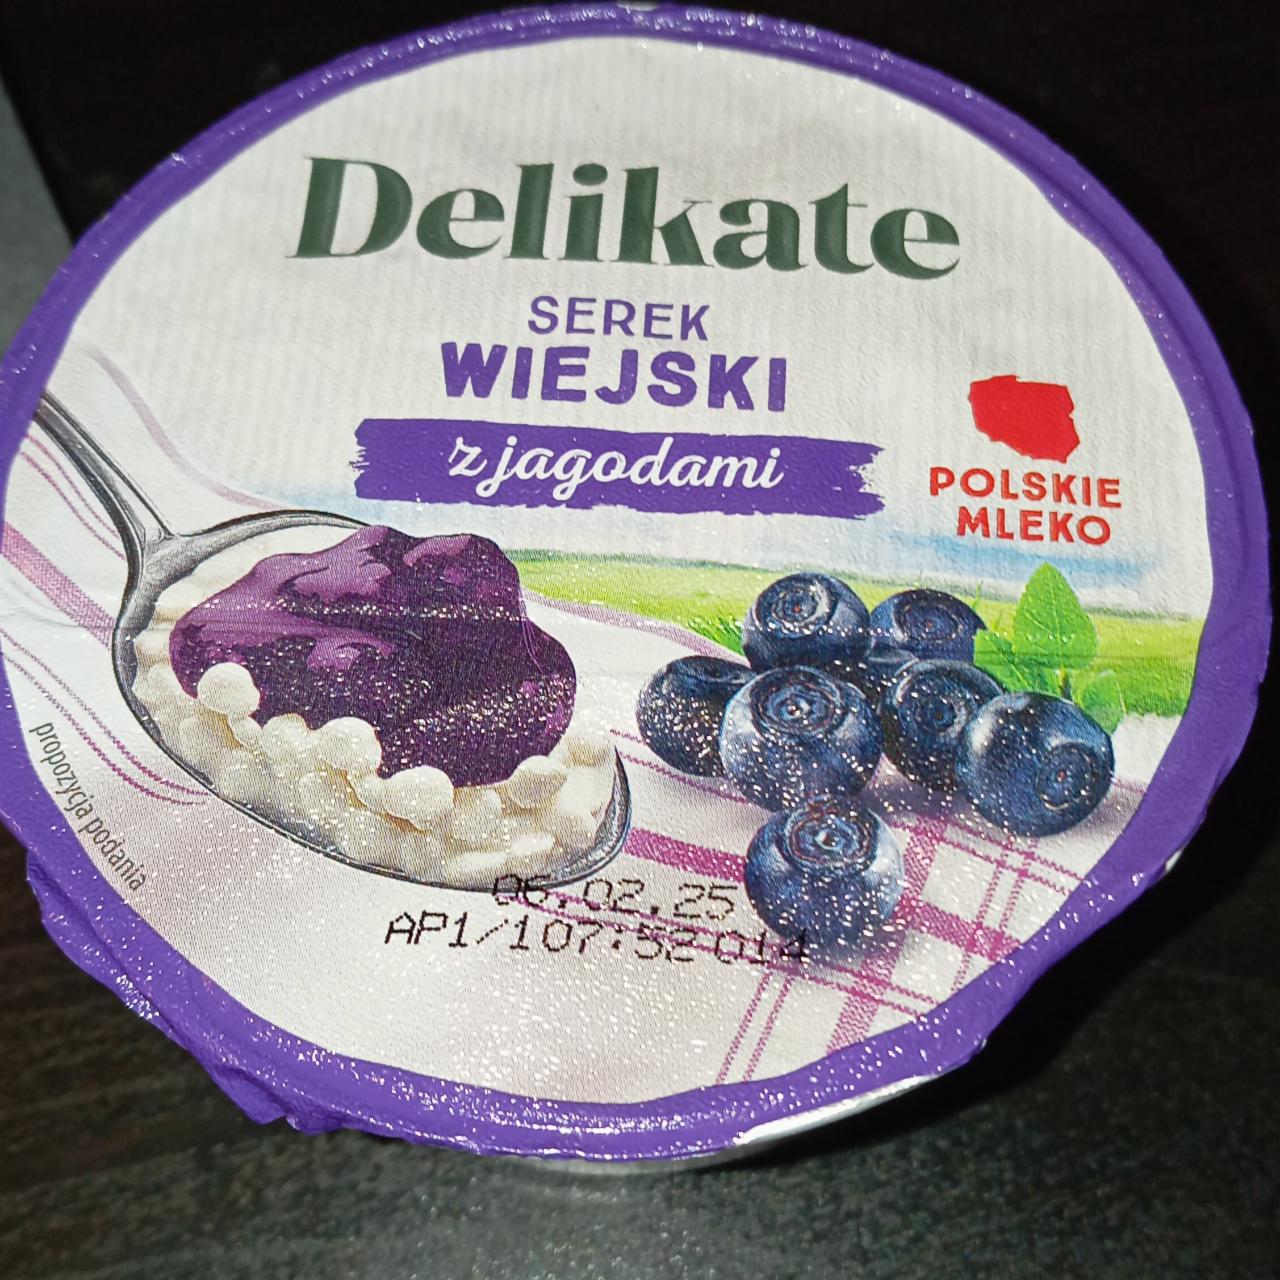 Delikate
SEREK
WIEJSKI
z jagodami
POLSKIE
MLEKO
propozycja podania
06.02.25
AP1/107:52 014